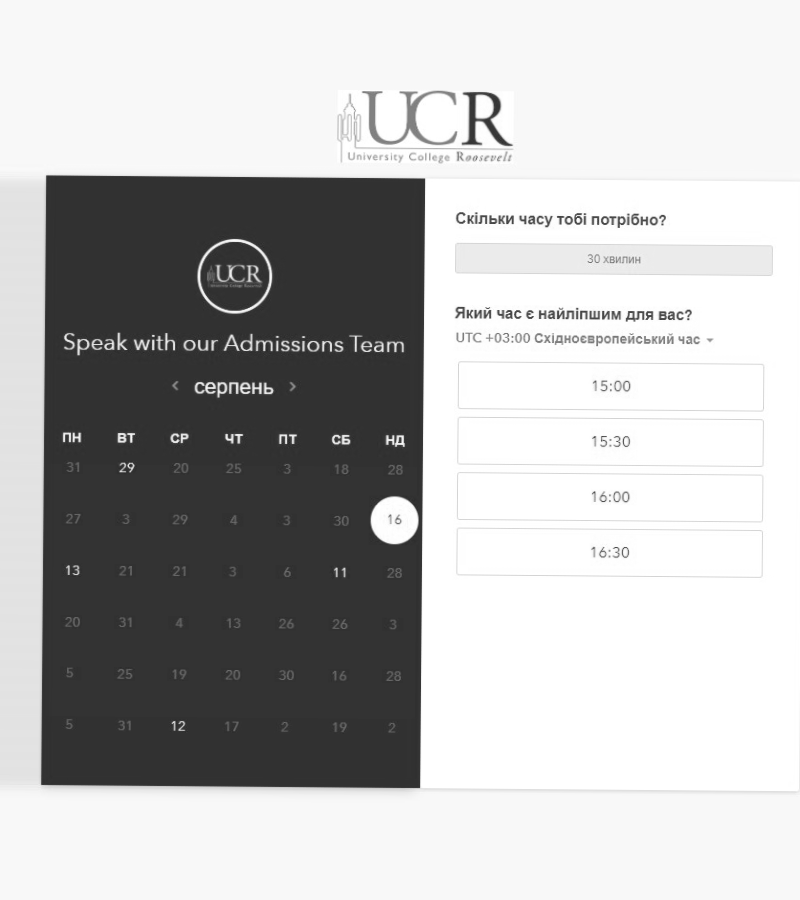 UCR
University College Roosevelt
UCR
Speak with our Admissions Team
серпень
ПН ВТ СР ЧТ ПТ СБ НД
31 29 20 25 3 18 28
27 3 29 4 3 30 16
13 21 21 3 6 11 28
20 31 4 13 26 26 3
5 25 19 20 30 16 28
5 31 12 17 2 19 2
Скільки часу тобі потрібно?
30 хвилин
Який час є найліпшим для вас?
UTC +03:00 Східноєвропейський час
15:00
15:30
16:00
16:30